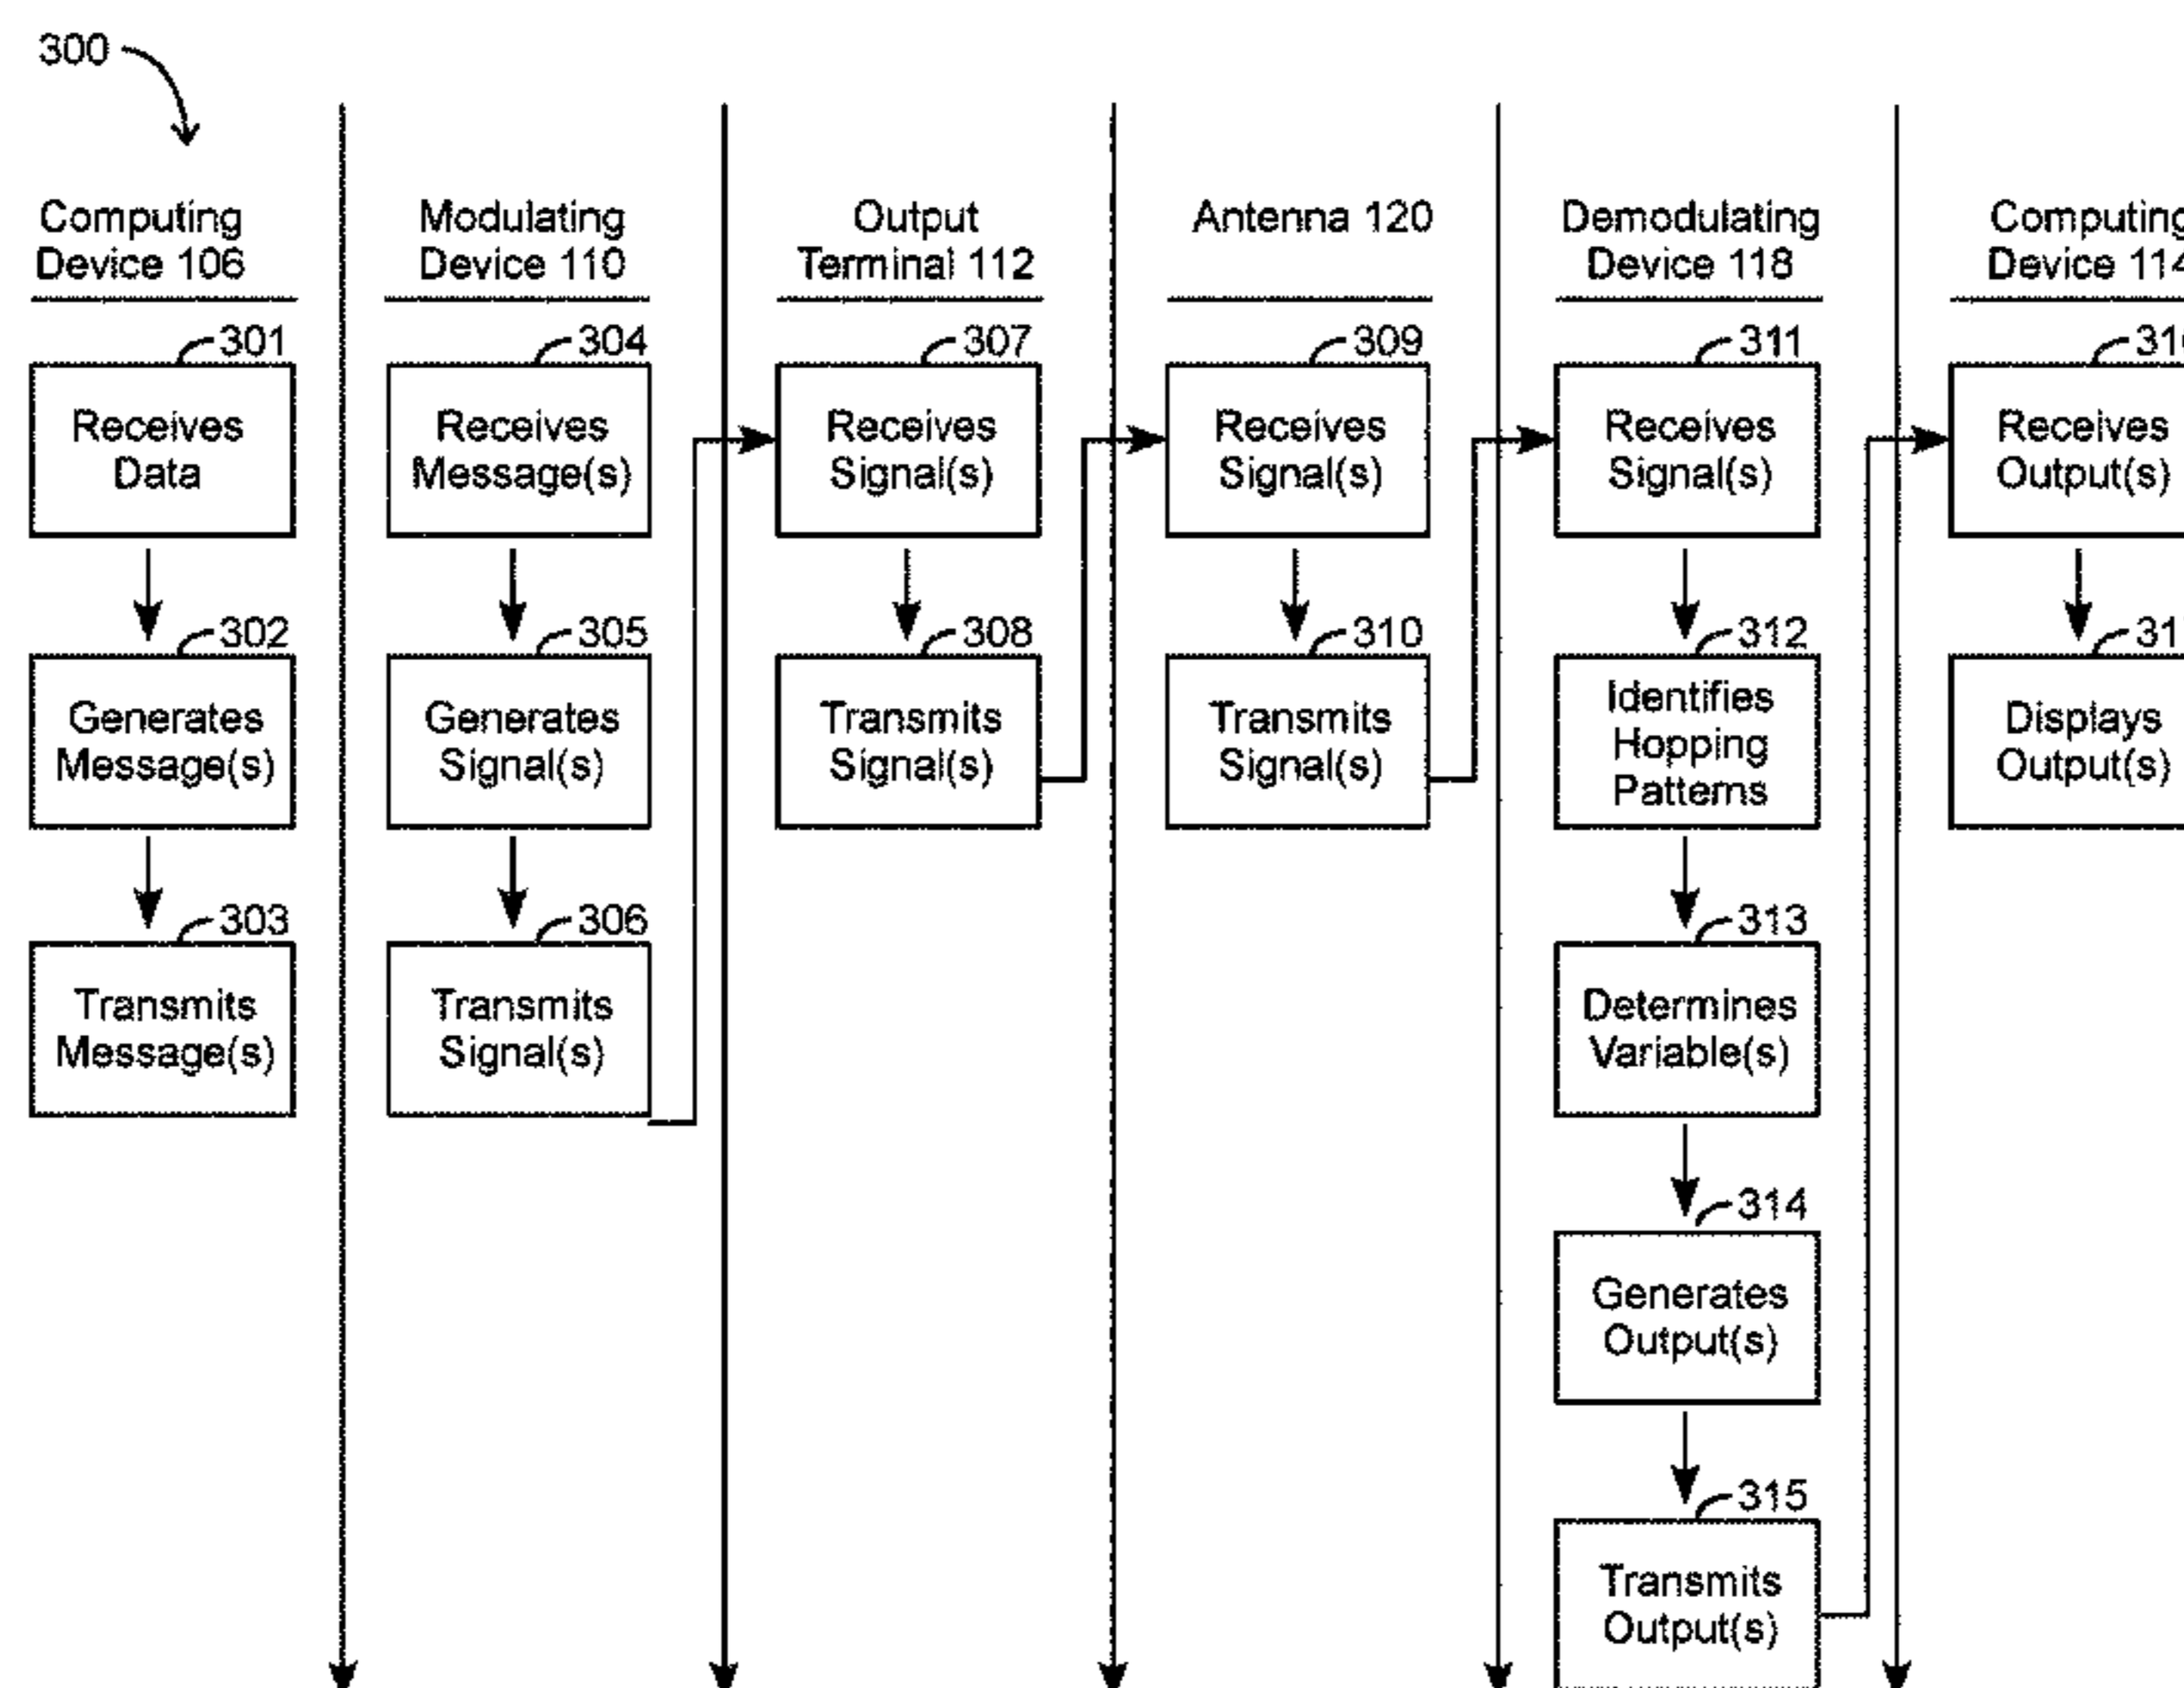 300
Computing
Device 106
301
Receives
Data
302
Generates
Message(s)
303
Transmits
Message(s)
Modulating
Device 110
304
Receives
Message(s)
305
Generates
Signal(s)
306
Transmits
Signal(s)
Output
Terminal 112
307
Receives
Signal(s)
308
Transmits
Signal(s)
Antenna 120
309
Receives
Signal(s)
310
Transmits
Signal(s)
Demodulating
Device 118
311
Receives
Signal(s)
312
Identifies
Hopping
Patterns
313
Determines
Variable(s)
314
Generates
Output(s)
315
Transmits
Output(s)
Computing
Device 114
Receives
Output(s)
Displays
Output(s)